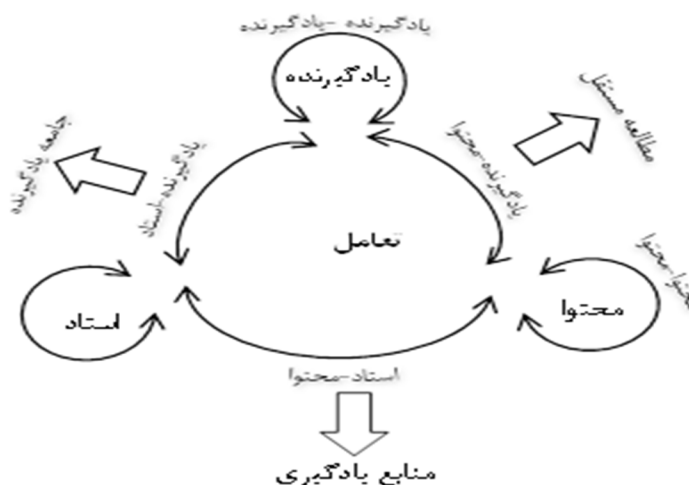 یادگیرنده -یادگیرنده
یادگیرنده
مطالعه مستقل
یادگیرنده-محتوا
جامعه یادگیرنده
یادگیرنده-استاد
تعامل
محتوا-محتوا
محتوا
استاد
استاد-محتوا
منابع یادگیری